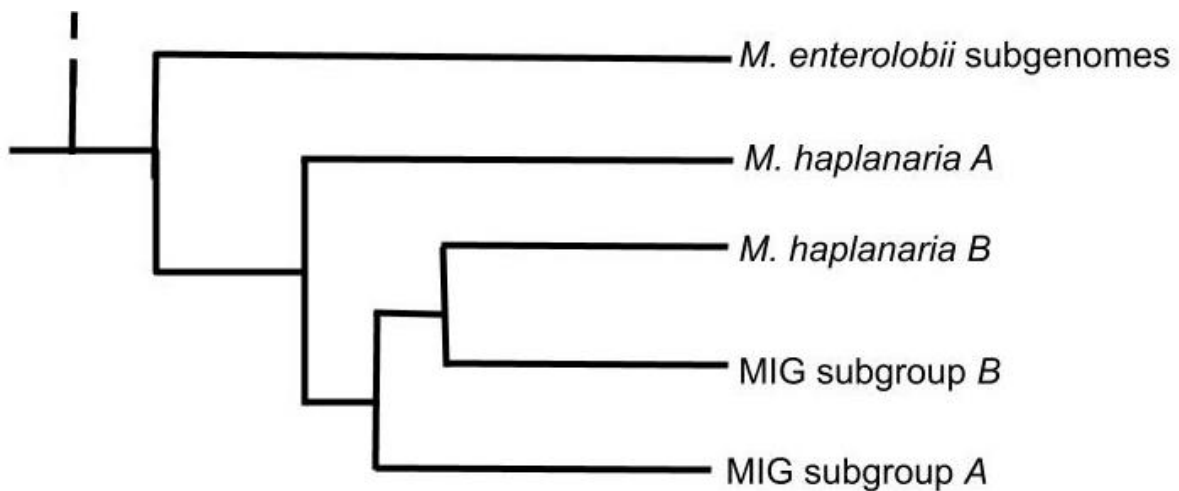 M. enterolobii subgenomes
M. haplanaria A
M. haplanaria B
MIG subgroup B
MIG subgroup A